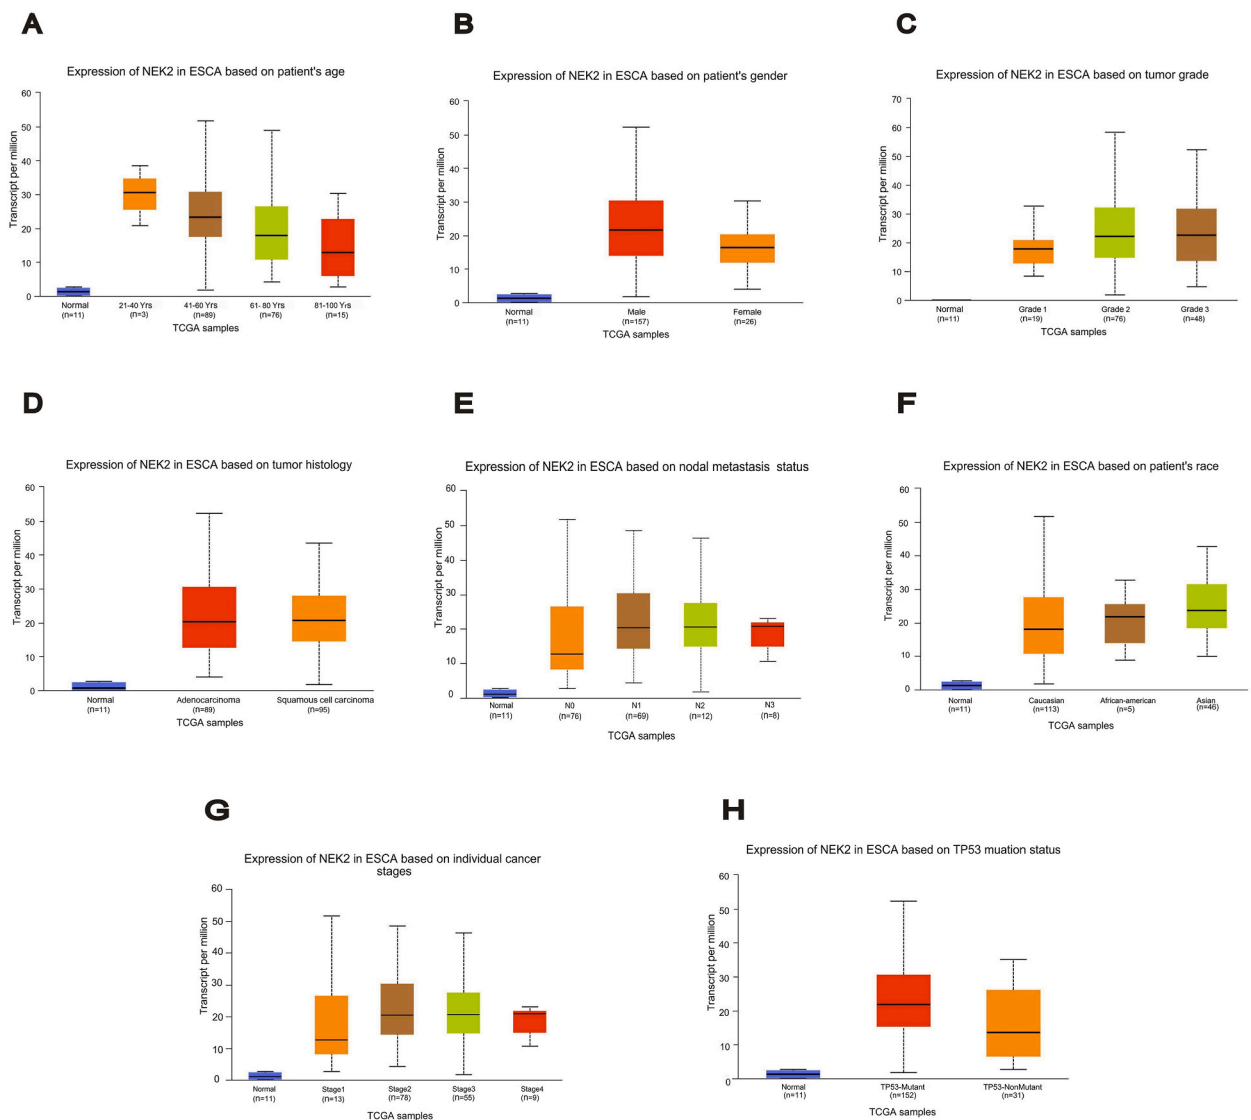 A
Expression of NEK2 in ESCA based on patient's age
Transcript per million
60
50
40
30
20
10
0
Normal
(n=11)
21-40 Yrs
(n=3)
41-60 Yrs
(n=89)
61- 80 Yrs
(n=76)
81-100 Yrs
(n=15)
TCGA samples
B
Expression of NEK2 in ESCA based on patient's gender
Transcript per million
60
50
40
30
20
10
0
Normal
(n=11)
Male
(n=157)
Female
(n=26)
TCGA samples
C
Expression of NEK2 in ESCA based on tumor grade
Transcript per million
70
60
50
40
30
20
10
0
Normal
(n=11)
Grade 1
(n=19)
Grade 2
(n=76)
Grade 3
(n=48)
TCGA samples
D
Expression of NEK2 in ESCA based on tumor histology
Transcript per million
60
50
40
30
20
10
0
Normal
(n=11)
Adenocarcinoma
(n=89)
Squamous cell carcinoma
(n=95)
TCGA samples
E
Expression of NEK2 in ESCA based on nodal metastasis status
Transcript per million
60
50
40
30
20
10
0
Normal
(n=11)
N0
(n=76)
N1
(n=69)
N2
(n=12)
N3
(n=8)
TCGA samples
F
Expression of NEK2 in ESCA based on patient's race
Transcript per million
60
50
40
30
20
10
0
Normal
(n=11)
Caucasian
(n=113)
African-american
(n=5)
Asian
(n=46)
TCGA samples
G
Expression of NEK2 in ESCA based on individual cancer
stages
Transcript per million
60
50
40
30
20
10
0
Normal
(n=11)
Stage1
(n=13)
Stage2
(n=78)
Stage3
(n=55)
Stage4
(n=9)
TCGA samples
H
Expression of NEK2 in ESCA based on TP53 muation status
Transcript per million
60
50
40
30
20
10
0
Normal
(n=11)
TP53-Mutant
(n=152)
TP53-NonMutant
(n=31)
TCGA samples